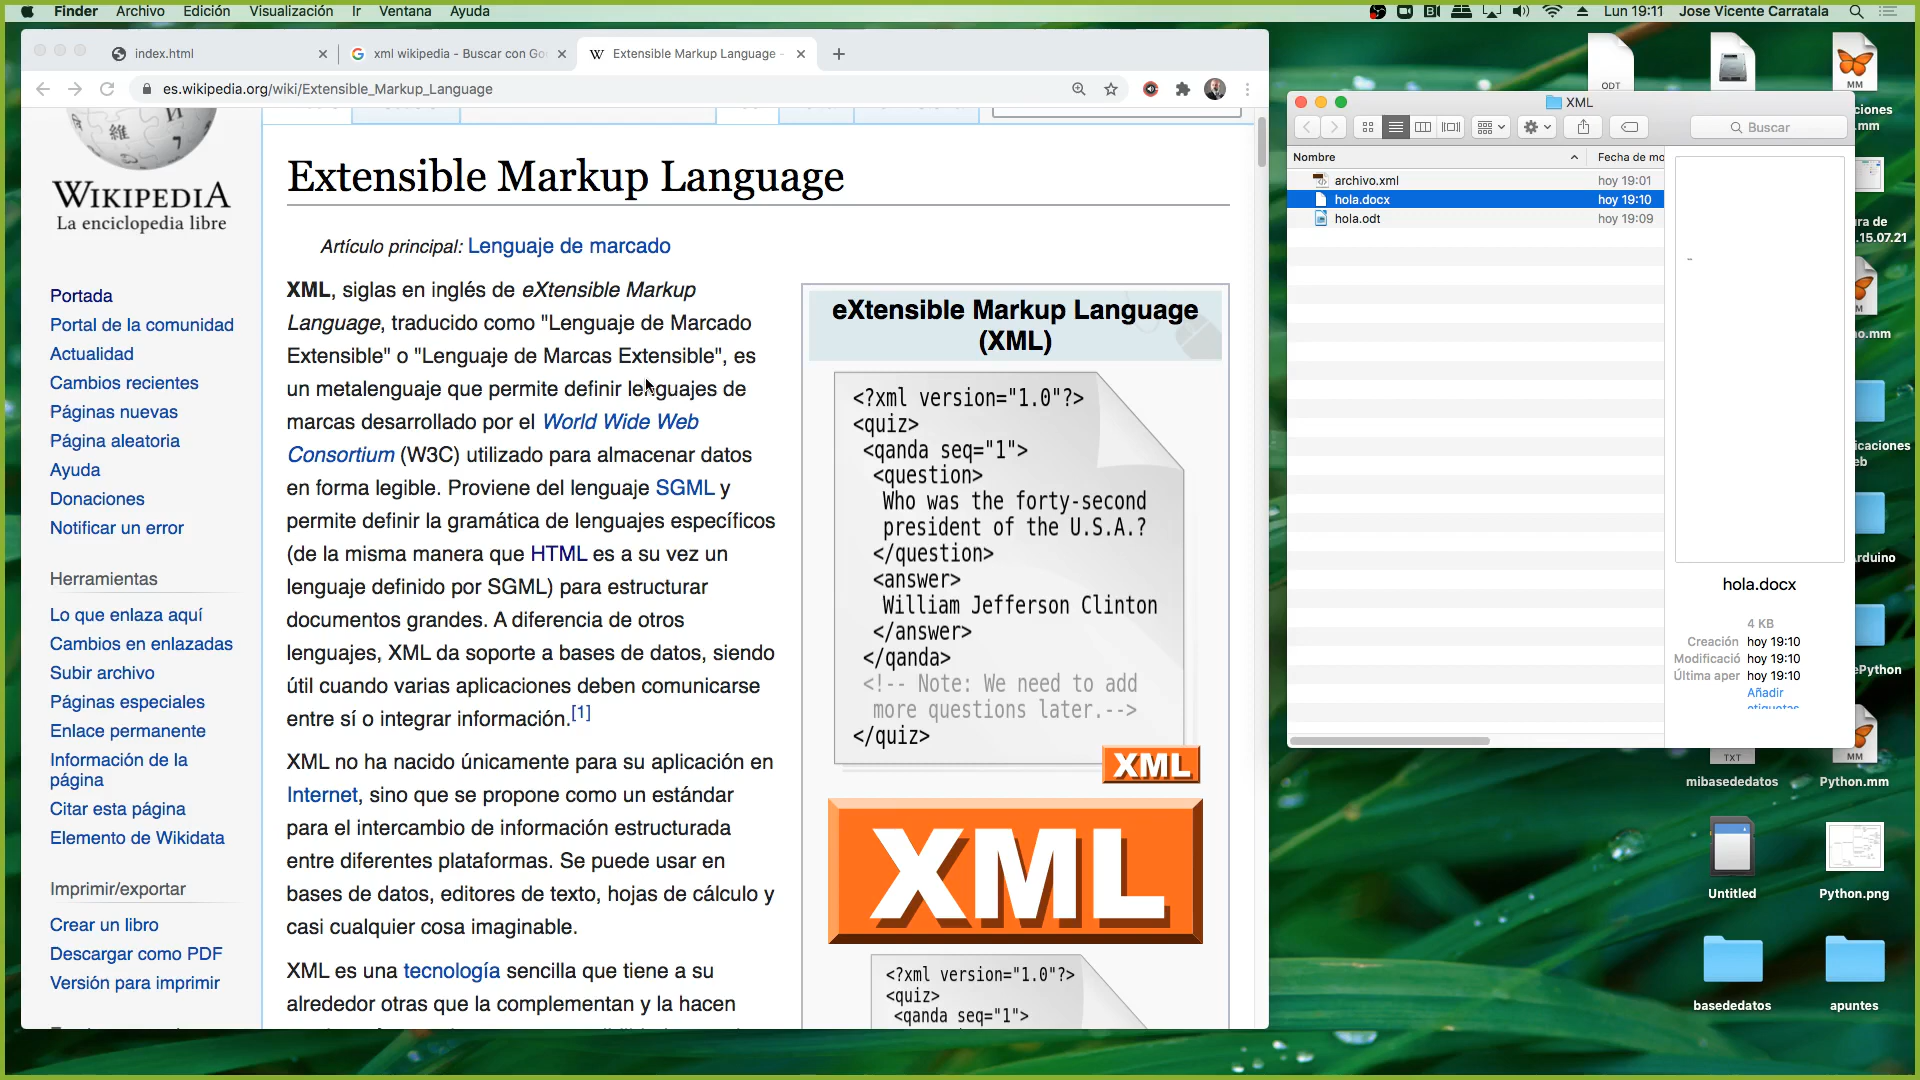 Finder Archivo Edición Visualización Ir Ventana Ayuda
Lun 19:11 Jose Vicente Carratala
index.html
xml wikipedia - Buscar con Go
Extensible Markup Language -
es.wikipedia.org/wiki/Extensible_Markup_Language
WIKIPEDIA
La enciclopedia libre
Portada
Portal de la comunidad
Actualidad
Cambios recientes
Páginas nuevas
Página aleatoria
Ayuda
Donaciones
Notificar un error
Herramientas
Lo que enlaza aquí
Cambios en enlazadas
Subir archivo
Páginas especiales
Enlace permanente
Información de la
página
Citar esta página
Elemento de Wikidata
Imprimir/exportar
Crear un libro
Descargar como PDF
Versión para imprimir
Extensible Markup Language
Artículo principal: Lenguaje de marcado
XML, siglas en inglés de eXtensible Markup
Language, traducido como "Lenguaje de Marcado
Extensible" o "Lenguaje de Marcas Extensible", es
un metalenguaje que permite definir lenguajes de
marcas desarrollado por el World Wide Web
Consortium (W3C) utilizado para almacenar datos
en forma legible. Proviene del lenguaje SGML y
permite definir la gramática de lenguajes específicos
(de la misma manera que HTML es a su vez un
lenguaje definido por SGML) para estructurar
documentos grandes. A diferencia de otros
lenguajes, XML da soporte a bases de datos, siendo
útil cuando varias aplicaciones deben comunicarse
entre sí o integrar información.[1]
XML no ha nacido únicamente para su aplicación en
Internet, sino que se propone como un estándar
para el intercambio de información estructurada
entre diferentes plataformas. Se puede usar en
bases de datos, editores de texto, hojas de cálculo y
casi cualquier cosa imaginable.
XML es una tecnología sencilla que tiene a su
alrededor otras que la complementan y la hacen
eXtensible Markup Language
(XML)
<?xml version="1.0"?>
<quiz>
<qanda seq="1">
<question>
Who was the forty-second
president of the U.S.A.?
</question>
<answer>
William Jefferson Clinton
</answer>
</qanda>
<!-- Note: We need to add
more questions later.-->
</quiz>
XML
XML
<?xml version="1.0"?>
<quiz>
<qanda seq="1">
XML
Buscar
Nombre Fecha de mo
archivo.xml hoy 19:01
hola.docx hoy 19:10
hola.odt hoy 19:09
hola.docx
4 KB
Creación hoy 19:10
Modificació hoy 19:10
Última aper hoy 19:10
Añadir
etiquetas
ODT
MM
ciones
.mm
ra de
.15.07.21
M
no.mm
icaciones
eb
rduino
ePython
TXT
mibasededatos
MM
Python.mm
Untitled
Python.png
basededatos
apuntes